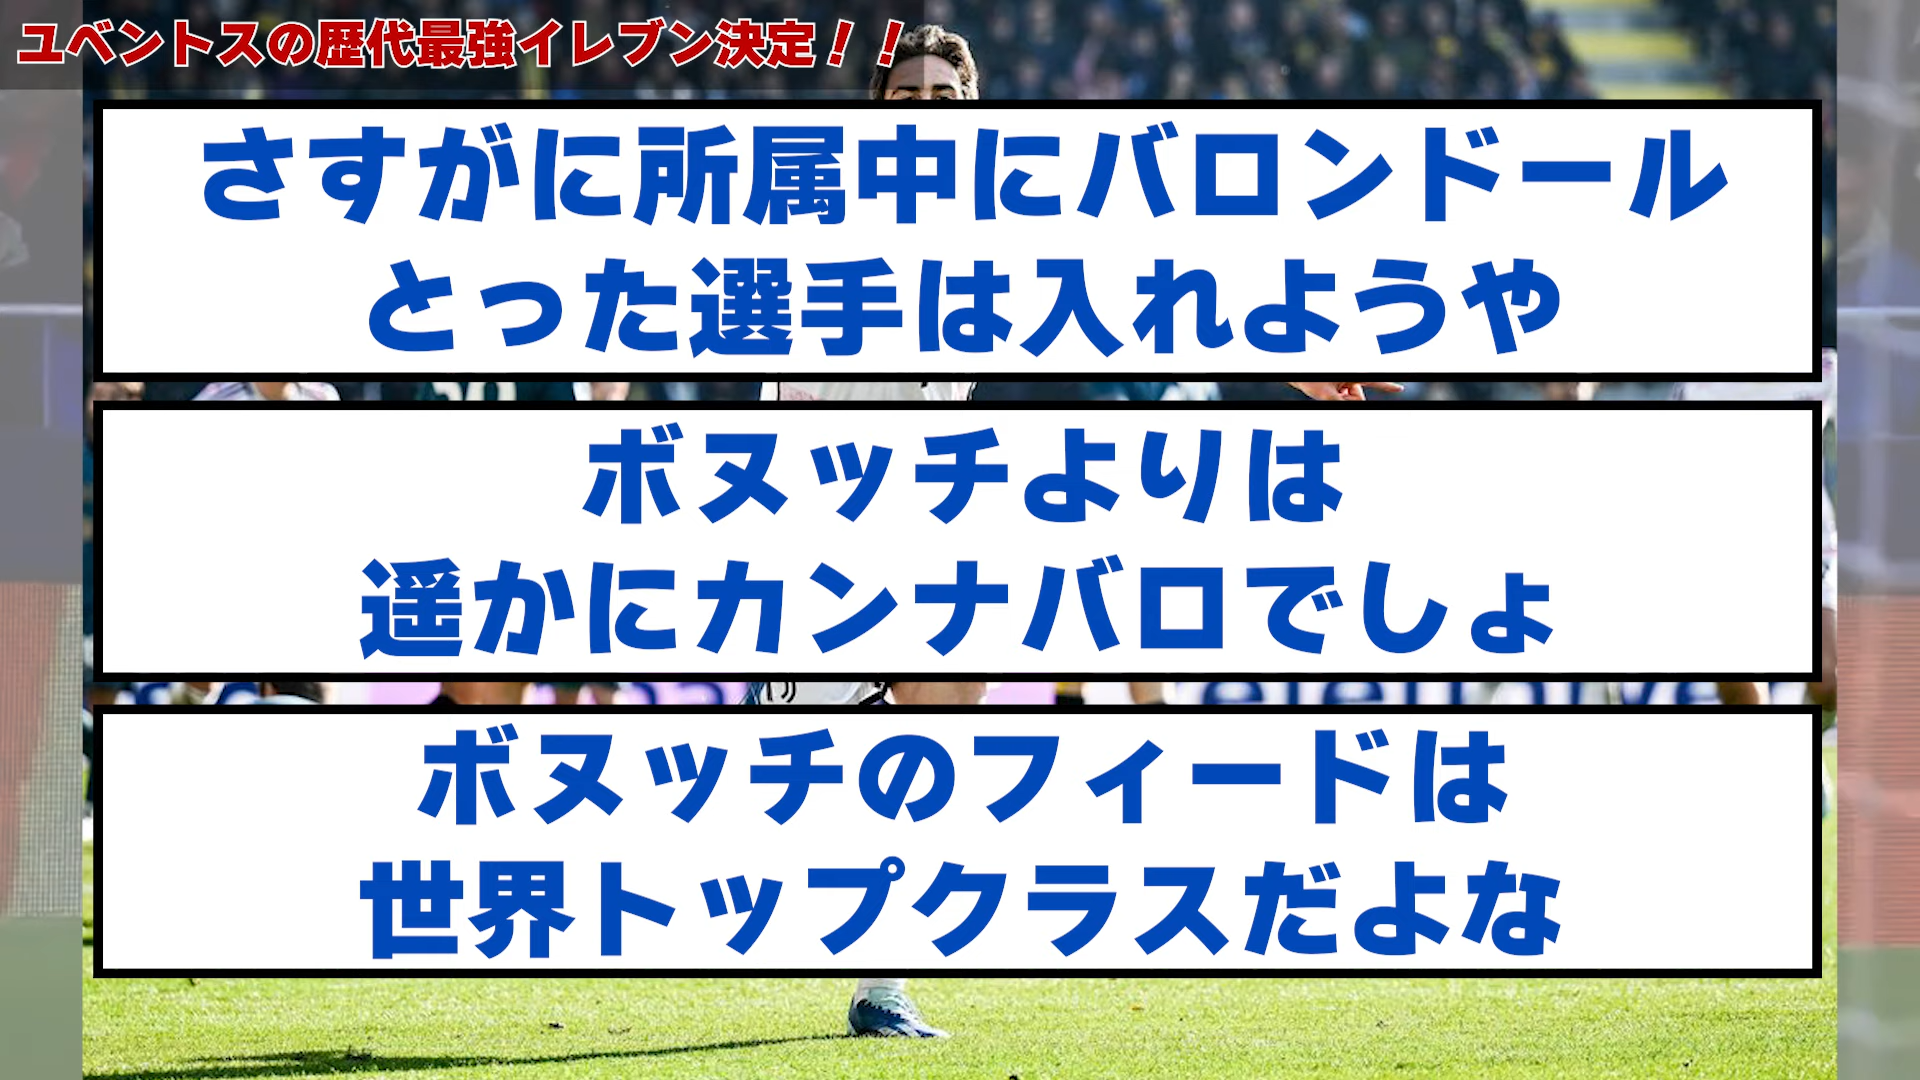 ユベントスの歴代最強イレブン決定！！
さすがに所属中にバロンドール
とった選手は入れようや
ボヌッチよりは
遥かにカンナバロでしょ
ボヌッチのフィードは
世界トップクラスだよな